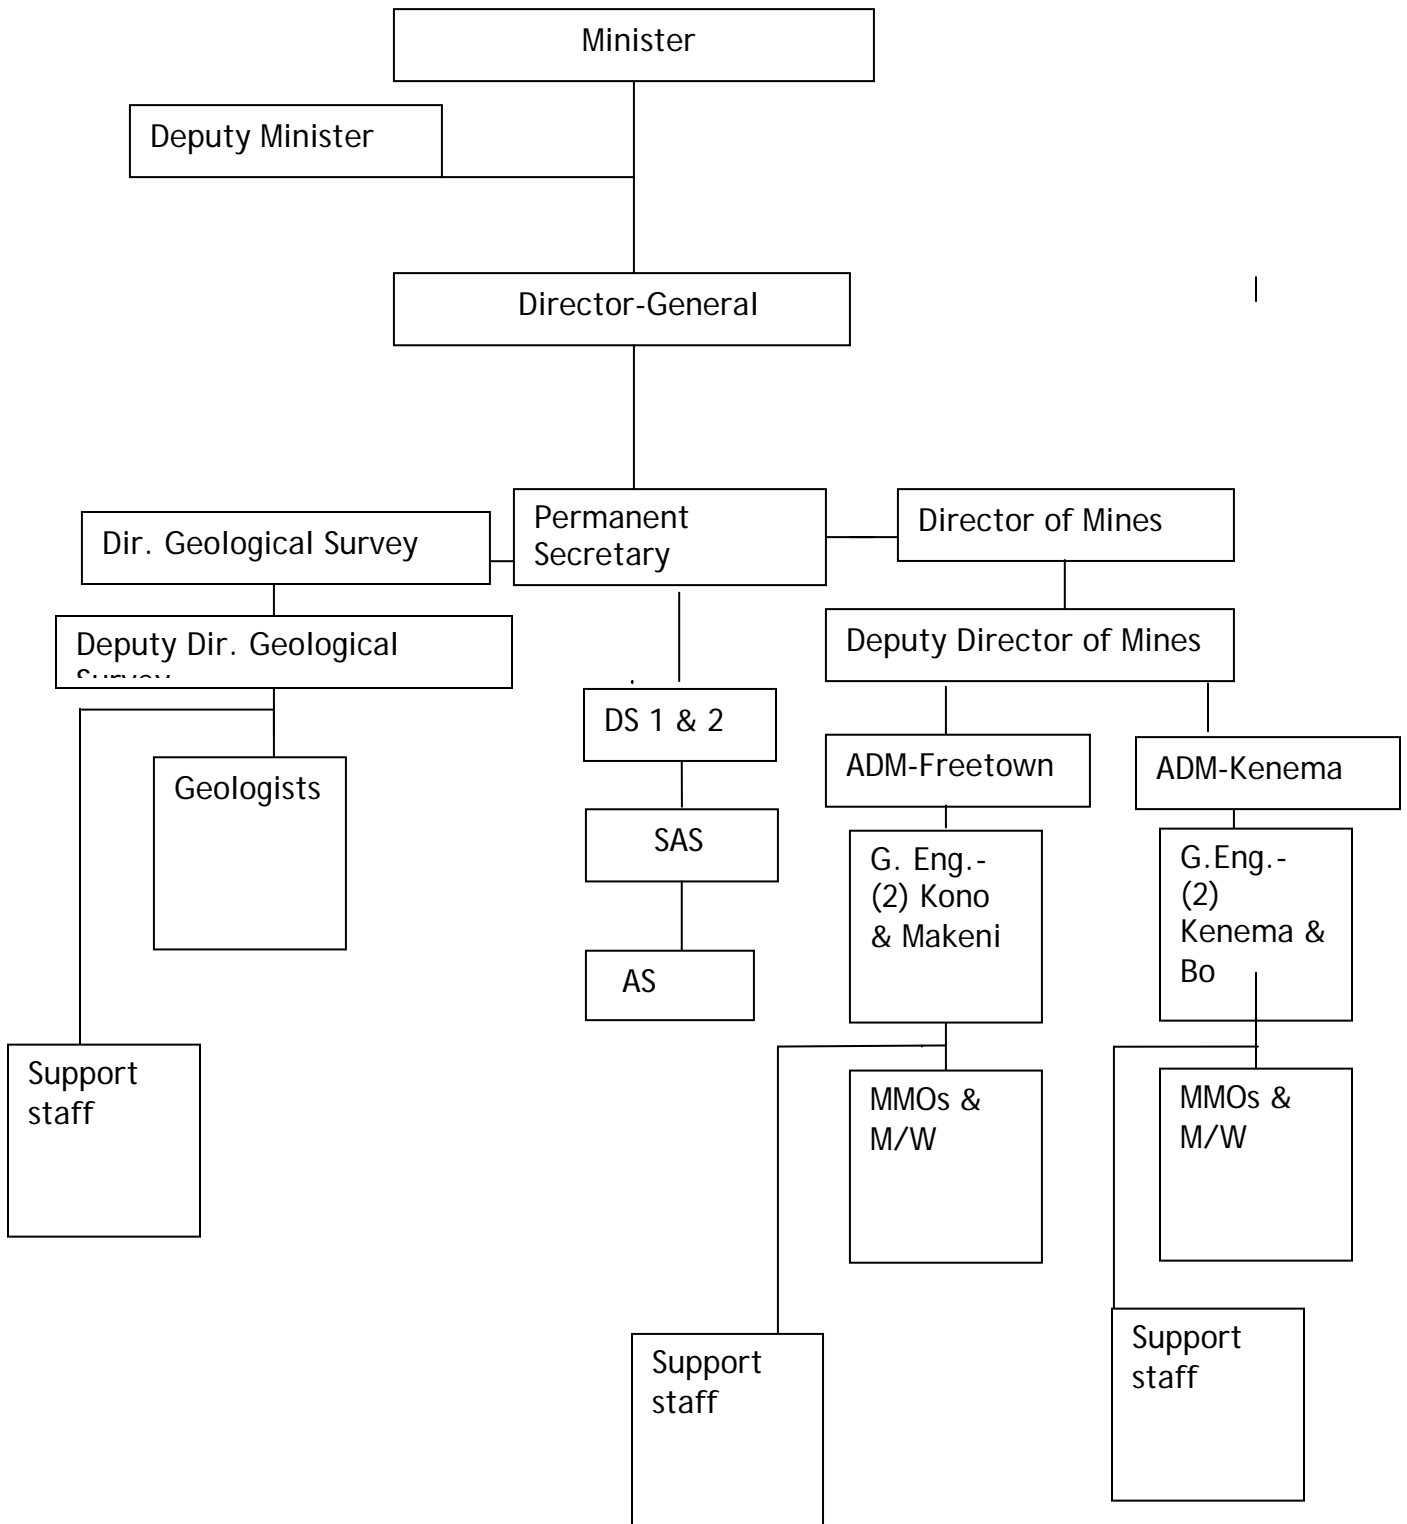 Minister
Deputy Minister
Director-General
Permanent
Secretary
Director of Mines
Dir. Geological Survey
Deputy Dir. Geological
Deputy Director of Mines
DS 1 & 2
ADM-Freetown
ADM-Kenema
Geologists
SAS
G. Eng.-
(2) Kono
& Makeni
G.Eng.-
(2)
Kenema &
Bo
AS
Support
staff
MMOs &
M/W
MMOs &
M/W
Support
staff
Support
staff